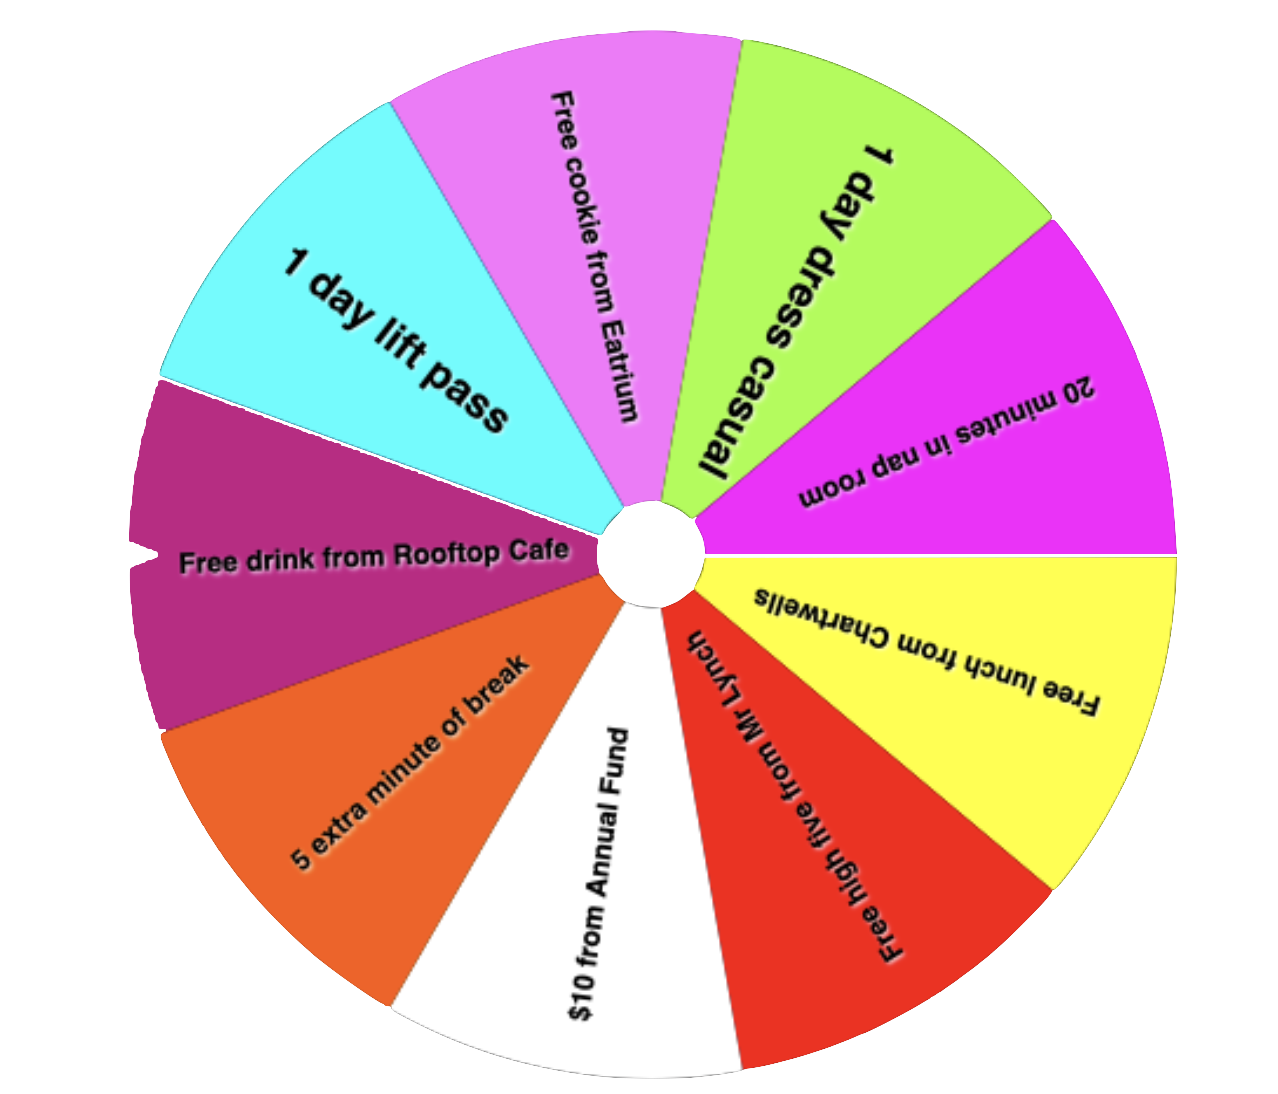 Free cookie from Eatrium
1 day dress casual
20 minutes in nap room
Free lunch from Chartwells
Free high five from Mr Lynch
$10 from Annual Fund
5 extra minute of break
Free drink from Rooftop Cafe
1 day lift pass